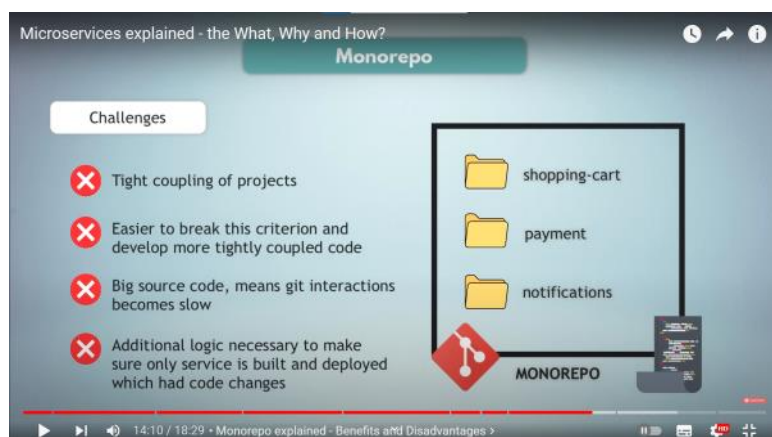 Microservices explained - the What, Why and How?
Monorepo
Challenges
Tight coupling of projects
Easier to break this criterion and
develop more tightly coupled code
Big source code, means git interactions
becomes slow
Additional logic necessary to make
sure only service is built and deployed
which had code changes
shopping-cart
payment
notifications
MONOREPO
14:10 / 18:29 • Monorepo explained - Benefits and Disadvantages >
HD